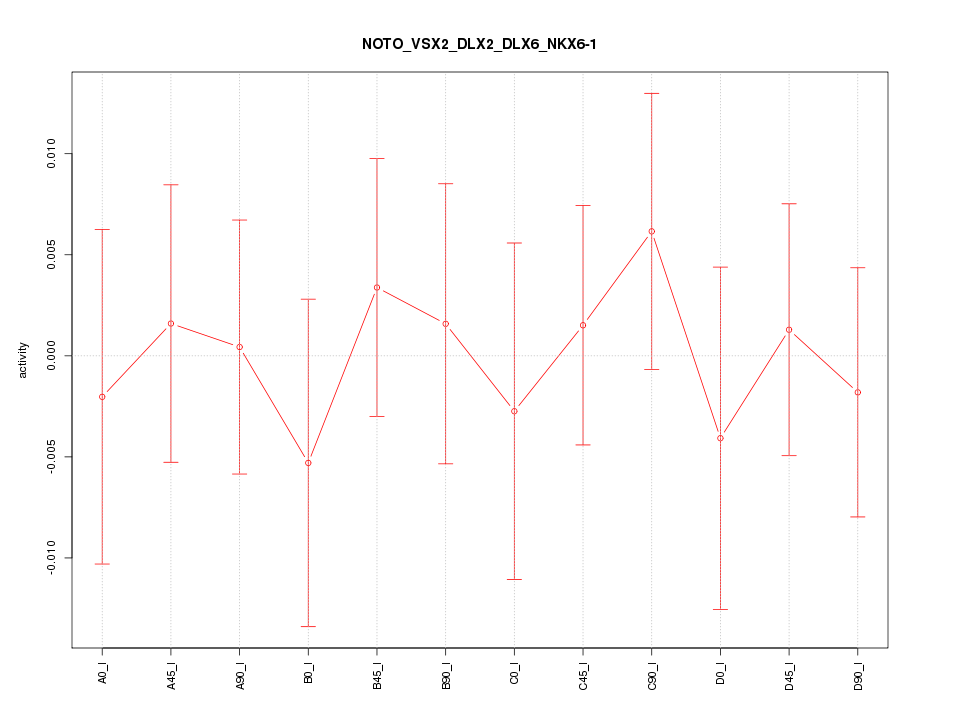 NOTO_VSX2_DLX2_DLX6_NKX6-1
activity
0.010
0.005
0.000
-0.005
-0.010
A0_I
A45_I
A90_I
B0_I
B45_I
B90_I
C0_I
C45_I
C90_I
D0_I
D45_I
D90_I